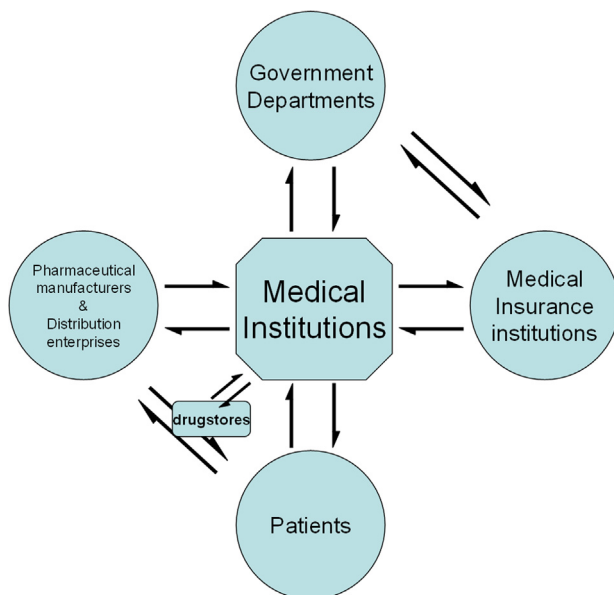 Government
Departments
Pharmaceutical
manufacturers
&
Distribution
enterprises
Medical
Institutions
Medical
Insurance
institutions
drugstores
Patients